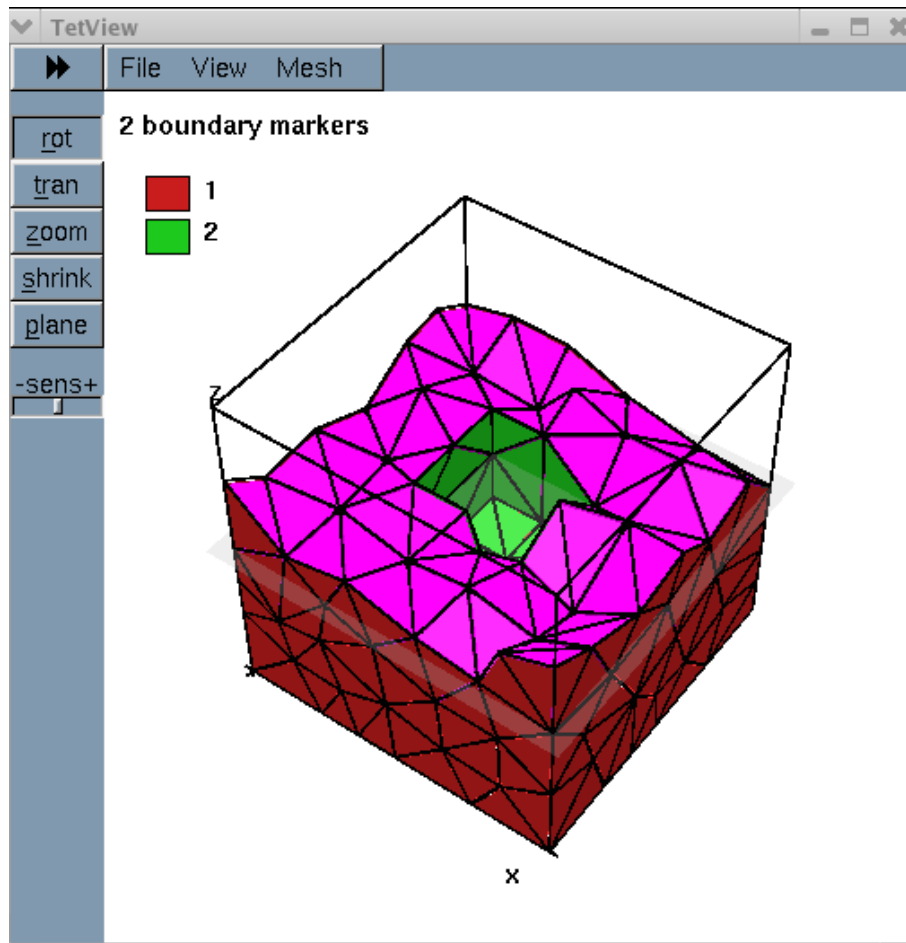 TetView
File View Mesh
rot
tran
zoom
shrink
plane
-sens+
2 boundary markers
1
2
z
x